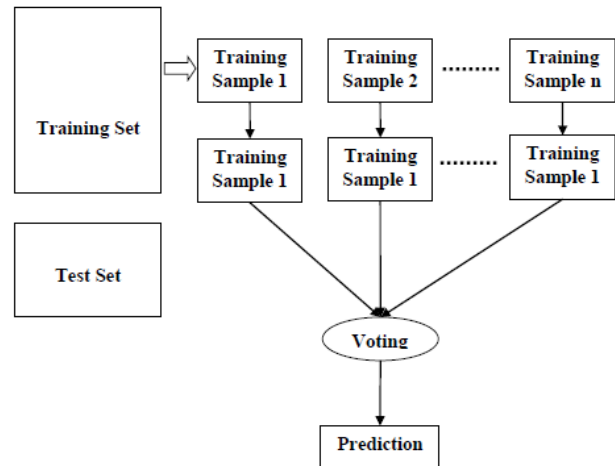 Training Set
Training
Sample 1
Training
Sample 2
.........
Training
Sample n
Training
Sample 1
Training
Sample 1
.........
Training
Sample 1
Test Set
Voting
Prediction